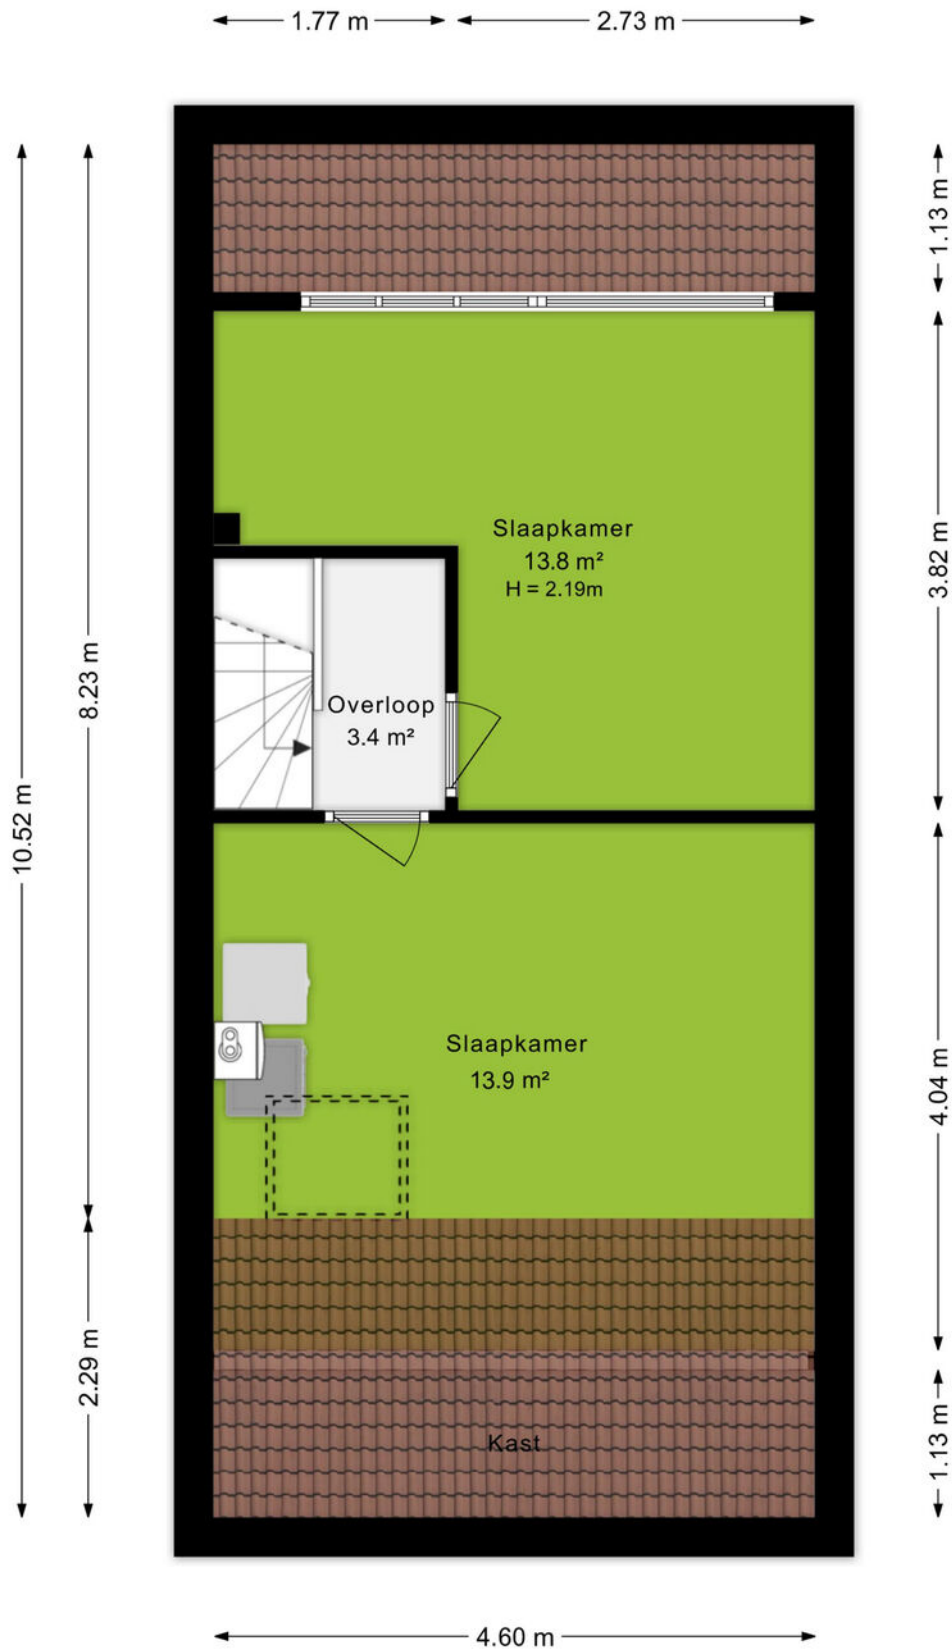 1.77 m
2.73 m
1.13 m
Slaapkamer
13.8 m²
H = 2.19m
3.82 m
8.23 m
Overloop
3.4 m²
10.52 m
Slaapkamer
13.9 m²
4.04 m
2.29 m
Kast
1.13 m
4.60 m